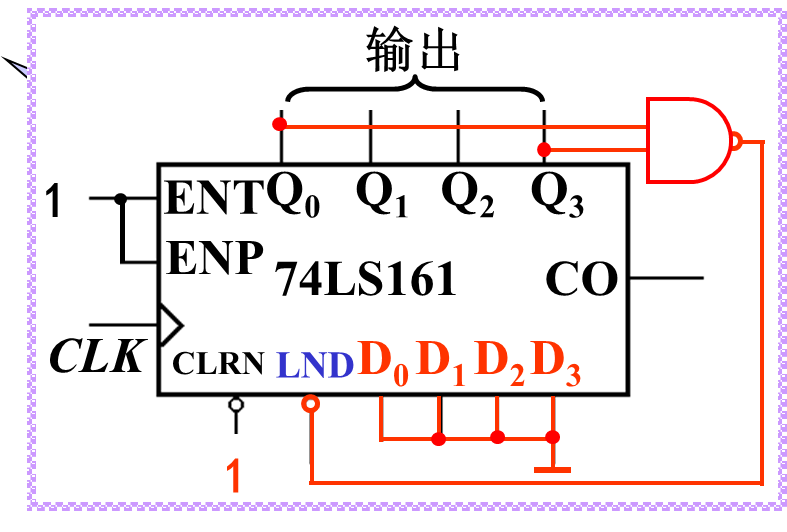 输出
1
ENT Q0 Q1 Q2 Q3
ENP
74LS161
CO
CLK
CLRN LND D0 D1 D2 D3
1